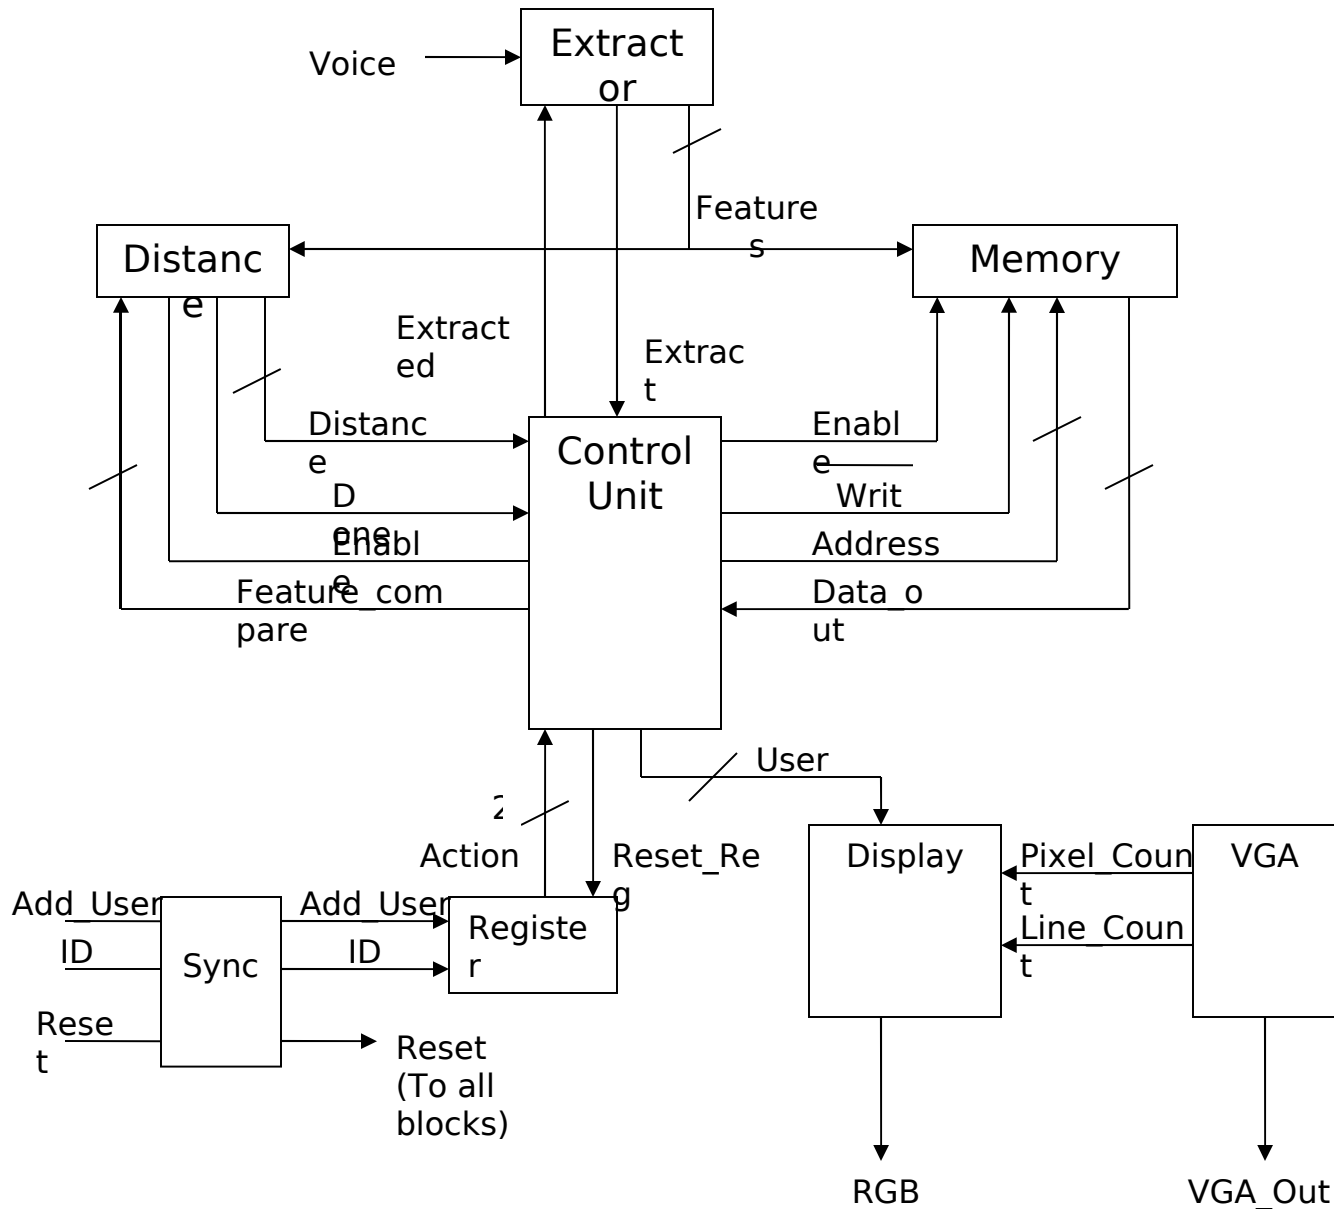 Extract
or
Voice
Feature
s
Distanc
e
Memory
Extract
ed
Extrac
t
Distanc
e
Enabl
e
Control
Unit
D
one
Writ
Enabl
e
Address
Feature_com
pare
Data_o
ut
User
2
Action
Reset_Re
g
Display
Pixel_Coun
t
VGA
Add_User
Add_User
Registe
r
Line_Coun
t
ID
ID
Sync
Rese
t
Reset
(To all
blocks)
RGB
VGA_Out